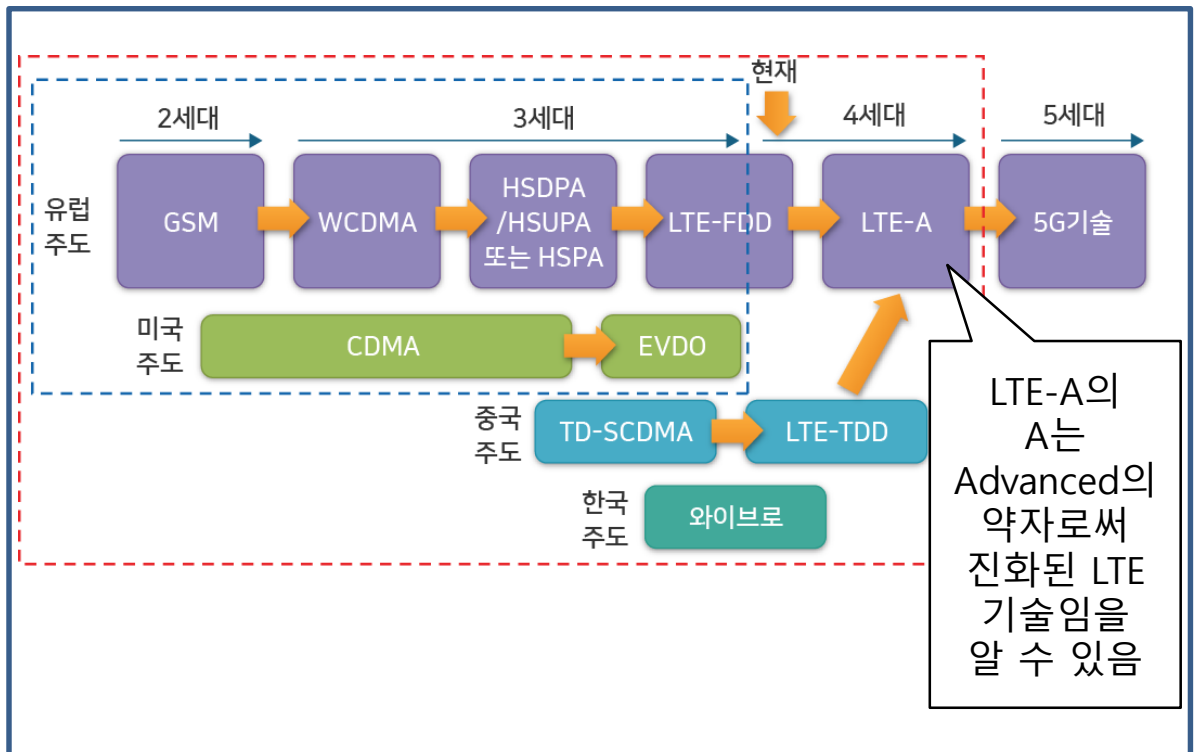 현재
2세대
3세대
4세대
5세대
유럽
주도
GSM
WCDMA
HSDPA
/HSUPA
또는 HSPA
LTE-FDD
LTE-A
5G기술
미국
주도
CDMA
EVDO
중국
주도
TD-SCDMA
LTE-TDD
한국
주도
와이브로
LTE-A의
A는
Advanced의
약자로써
진화된 LTE
기술임을
알 수 있음